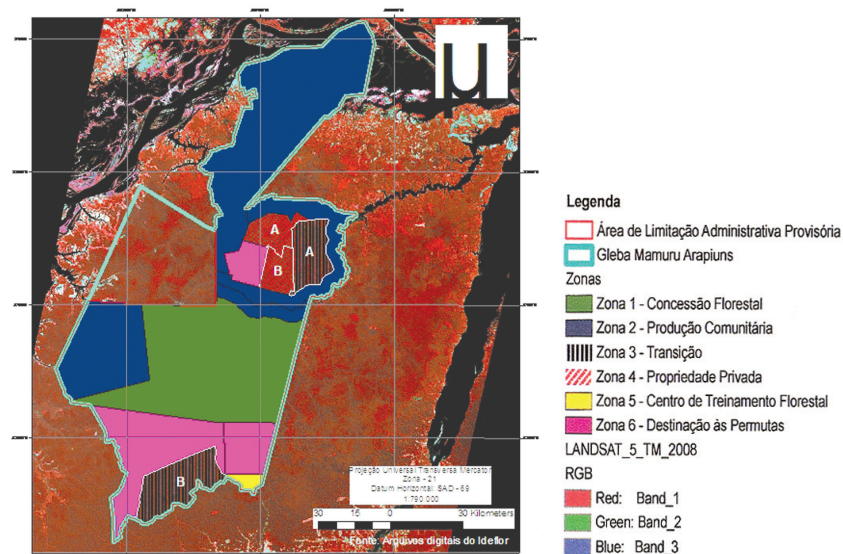 µ
A
A
B
B
Projeção Universal Transversa Mercator
Zona - 21
Datum Horizontal: SAD - 69
1:790.000
30 15 0 30 Kilometers
Fonte: Arquivos digitais do Ideflor
Legenda
Área de Limitação Administrativa Provisória
Gleba Mamuru Arapiuns
Zonas
Zona 1 - Concessão Florestal
Zona 2 - Produção Comunitária
Zona 3 - Transição
Zona 4 - Propriedade Privada
Zona 5 - Centro de Treinamento Florestal
Zona 6 - Destinação às Permutas
LANDSAT_5_TM_2008
RGB
Red: Band_1
Green: Band_2
Blue: Band_3